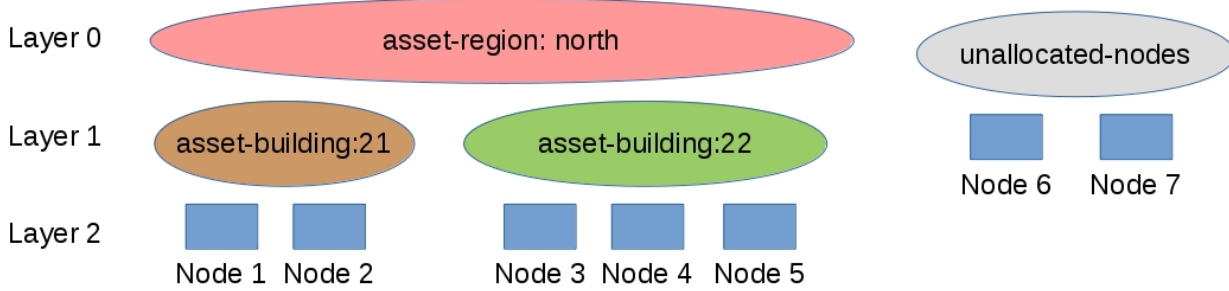 Layer 0
asset-region: north
unallocated-nodes
Layer 1
asset-building:21
asset-building:22
Node 6
Node 7
Layer 2
Node 1
Node 2
Node 3
Node 4
Node 5